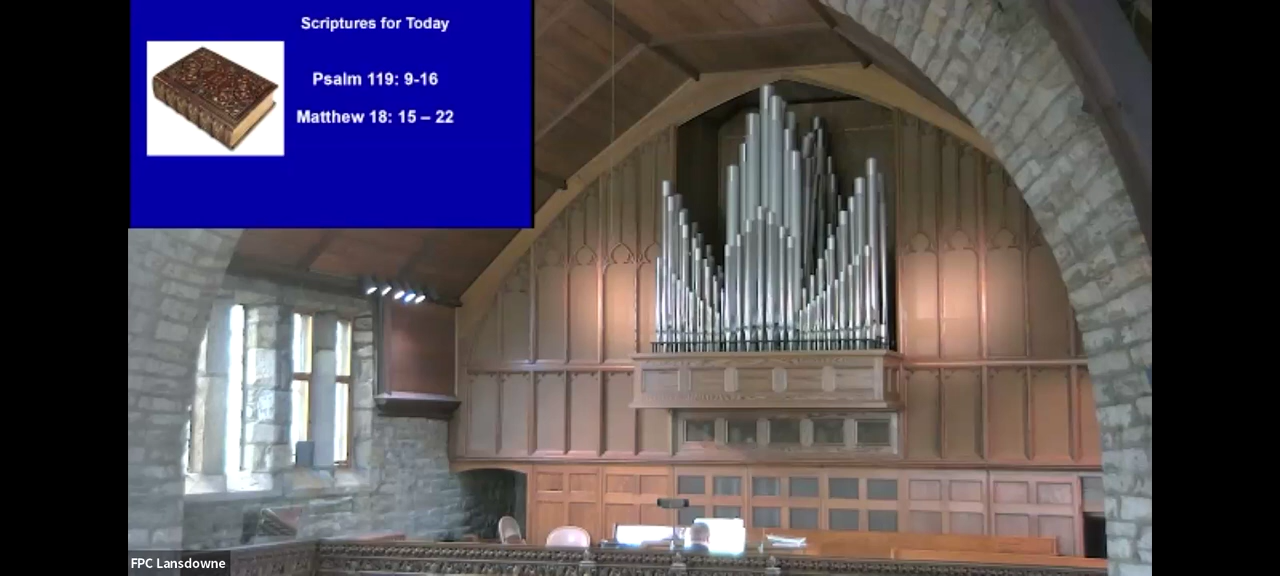 Scriptures for Today
Psalm 119: 9-16
Matthew 18: 15 – 22
FPC Lansdowne